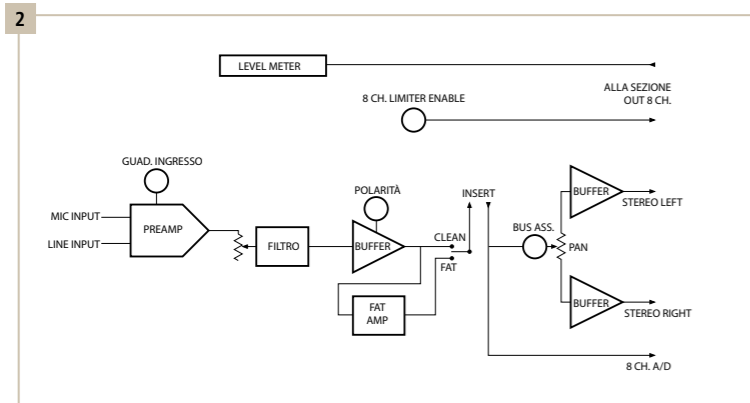 2
LEVEL METER
ALLA SEZIONE
OUT 8 CH.
8 CH. LIMITER ENABLE
GUAD. INGRESSO
POLARITÀ
INSERT
BUFFER
STEREO LEFT
MIC INPUT
PREAMP
LINE INPUT
FILTRO
BUFFER
CLEAN
FAT
BUS ASS.
PAN
FAT
AMP
BUFFER
STEREO RIGHT
8 CH. A/D